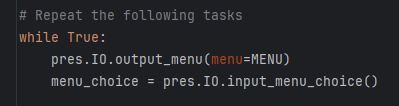 # Repeat the following tasks
while True:
    pres.IO.output_menu(menu=MENU)
    menu_choice = pres.IO.input_menu_choice()